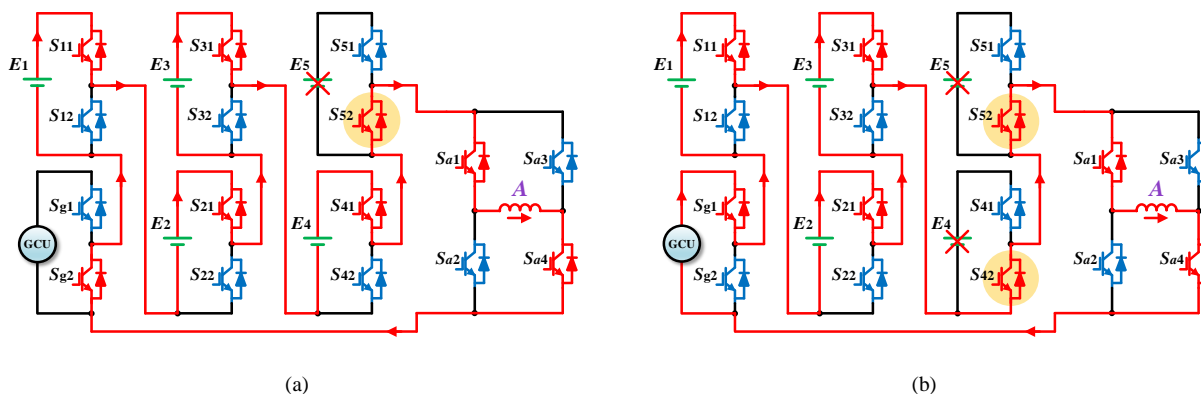 S11 S31 S51
E1 E3 E5
S12 S32 S52
Sa1 Sa3
Sg1 S21 S41 A
GCU E2 E4
Sg2 S22 S42 Sa2 Sa4
(a)
S11 S31 S51
E1 E3 E5
S12 S32 S52
Sa1 Sa3
Sg1 S21 S41 A
GCU E2 E4
Sg2 S22 S42 Sa2 Sa4
(b)